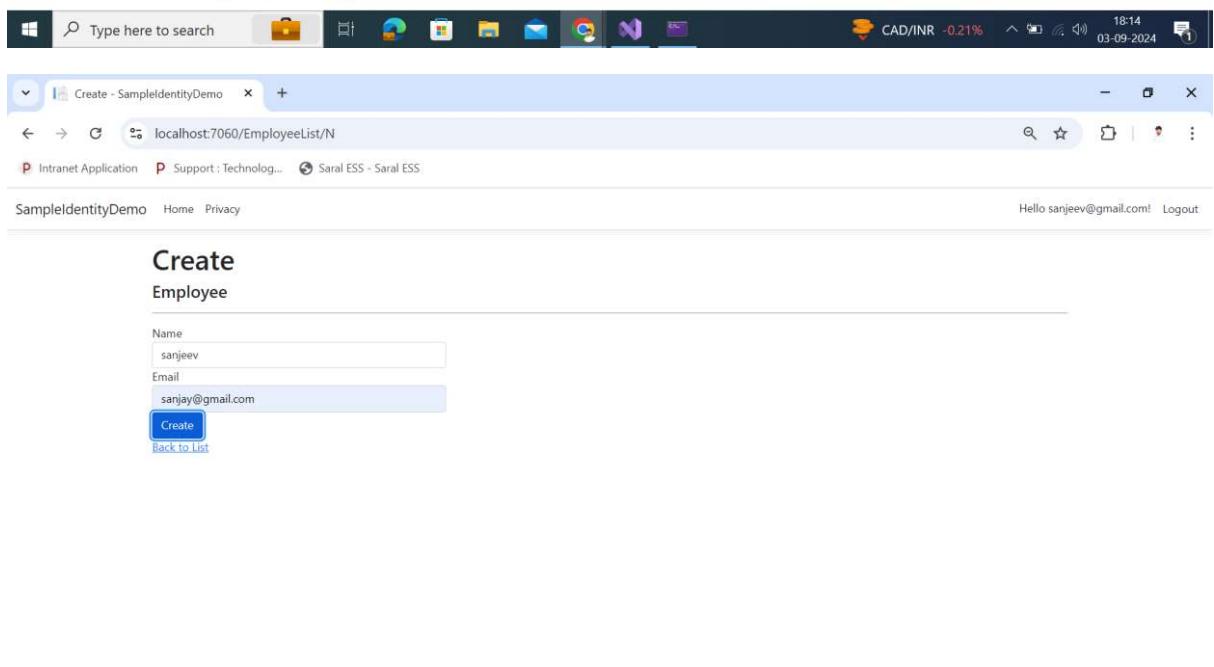 Type here to search CAD/INR -0.21% 18:14
03-09-2024
1
Create - SampleIdentityDemo
localhost:7060/EmployeeList/N
Intranet Application Support : Technolog... Saral ESS - Saral ESS
SampleIdentityDemo Home Privacy Hello sanjeev@gmail.com! Logout
Create
Employee
Name
sanjeev
Email
sanjay@gmail.com
Create
Back to List